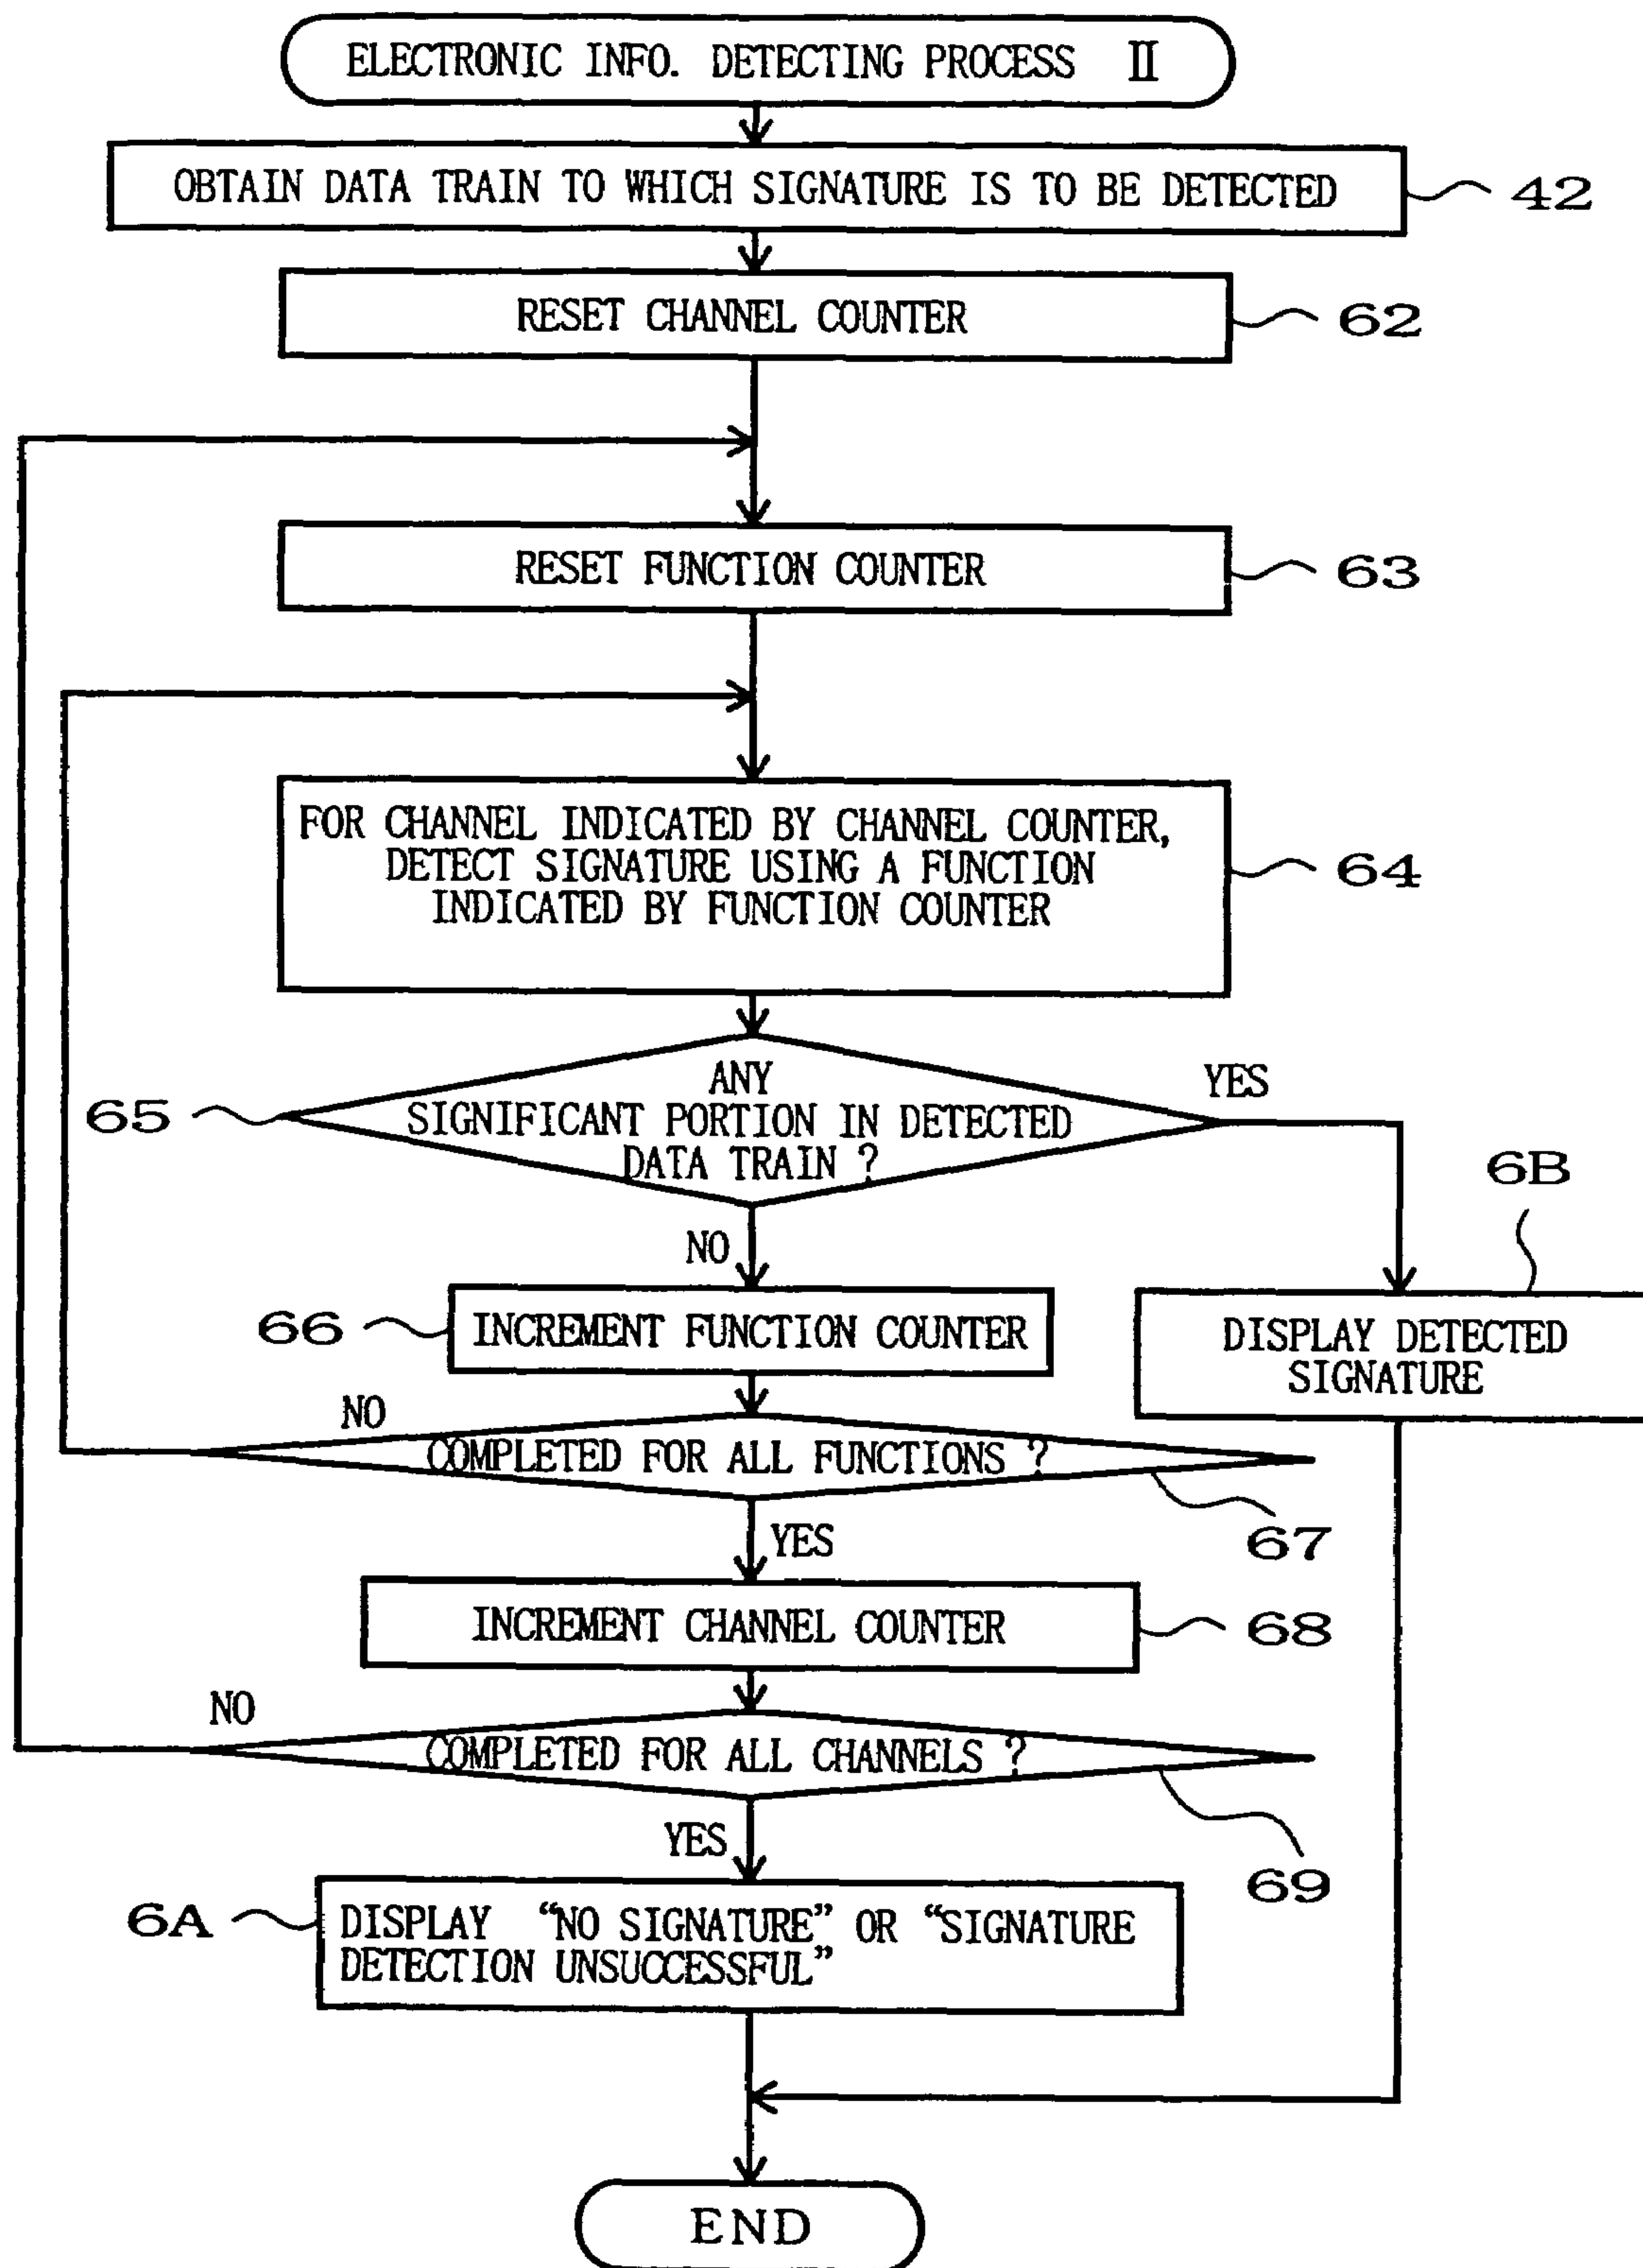 ELECTRONIC INFO. DETECTING PROCESS II
OBTAIN DATA TRAIN TO WHICH SIGNATURE IS TO BE DETECTED
42
RESET CHANNEL COUNTER
62
RESET FUNCTION COUNTER
63
FOR CHANNEL INDICATED BY CHANNEL COUNTER,
DETECT SIGNATURE USING A FUNCTION
INDICATED BY FUNCTION COUNTER
64
ANY
SIGNIFICANT PORTION IN DETECTED
DATA TRAIN ?
65
YES
6B
NO
66
INCREMENT FUNCTION COUNTER
DISPLAY DETECTED
SIGNATURE
NO
COMPLETED FOR ALL FUNCTIONS ?
67
YES
INCREMENT CHANNEL COUNTER
68
NO
COMPLETED FOR ALL CHANNELS ?
69
YES
6A
DISPLAY “NO SIGNATURE” OR “SIGNATURE
DETECTION UNSUCCESSFUL”
END